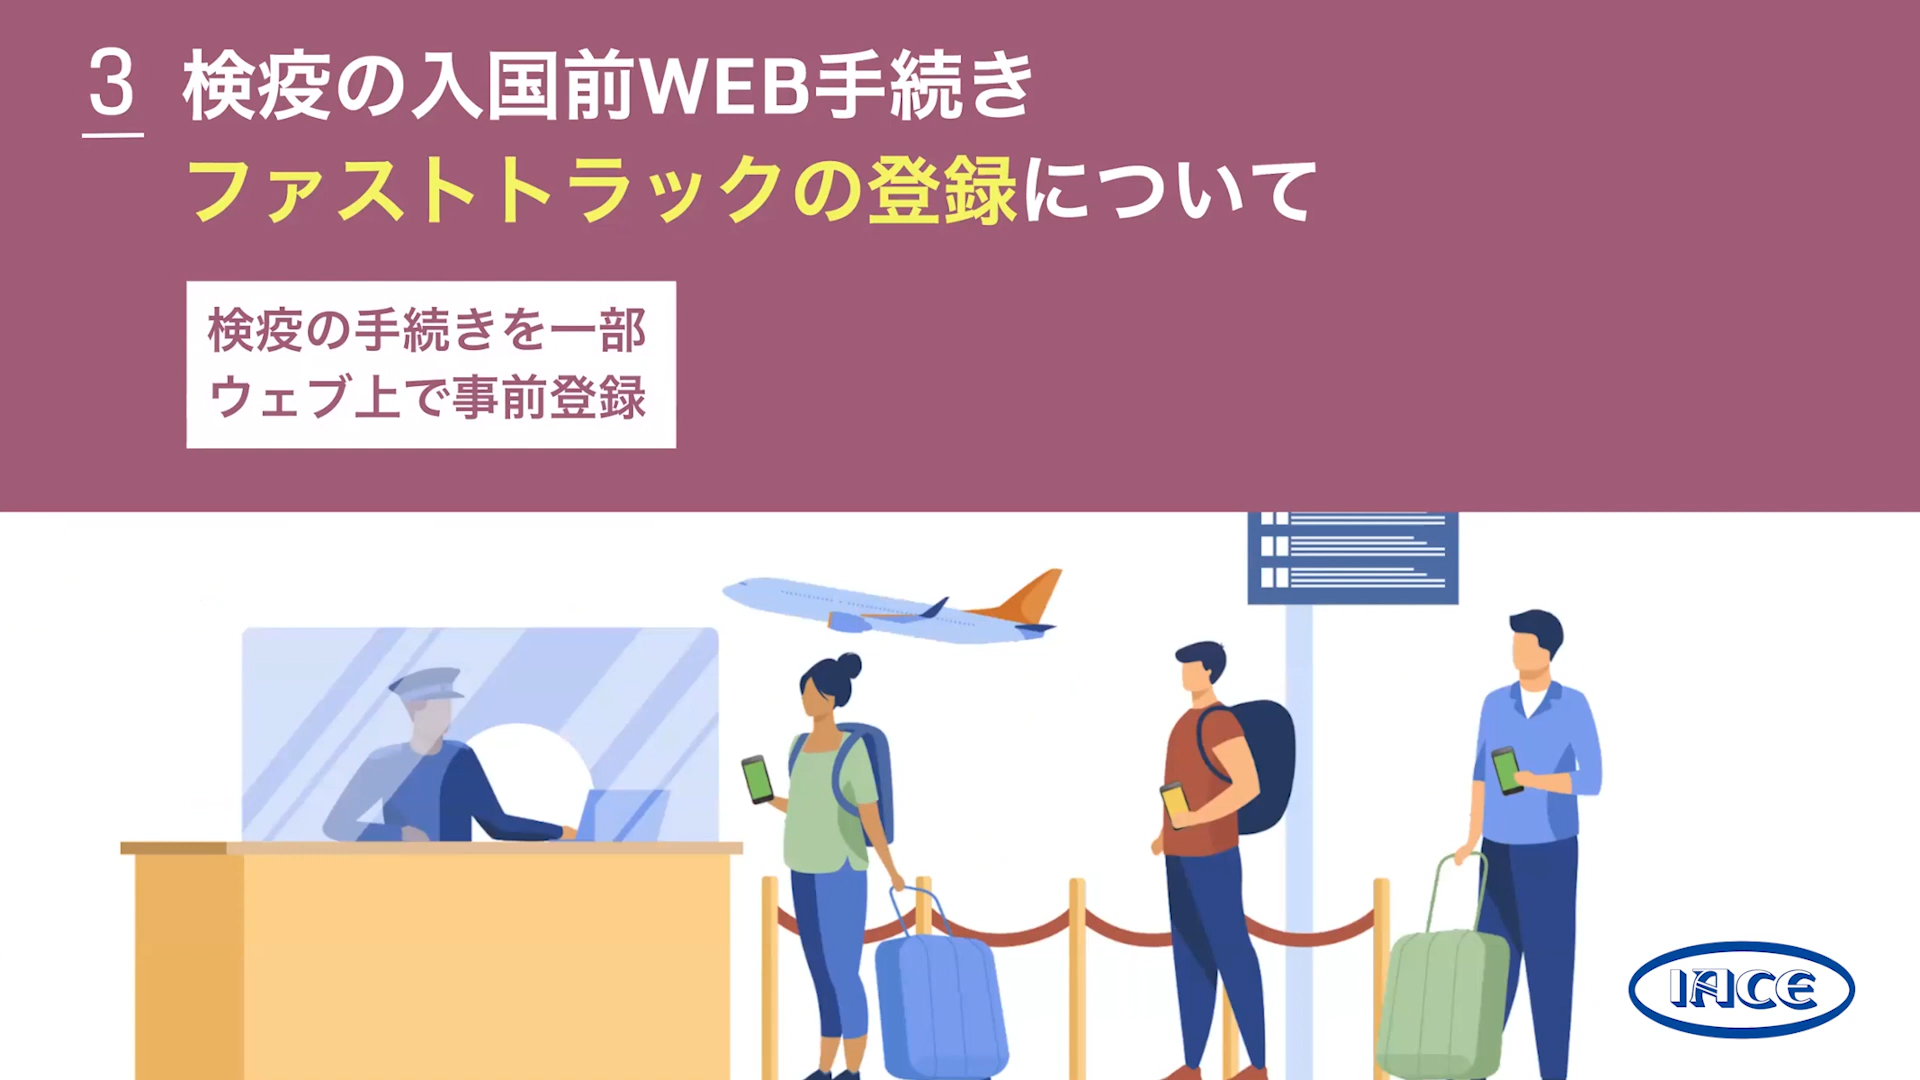 3 検疫の入国前WEB手続き
ファストトラックの登録について
検疫の手続きを一部
ウェブ上で事前登録
IACE